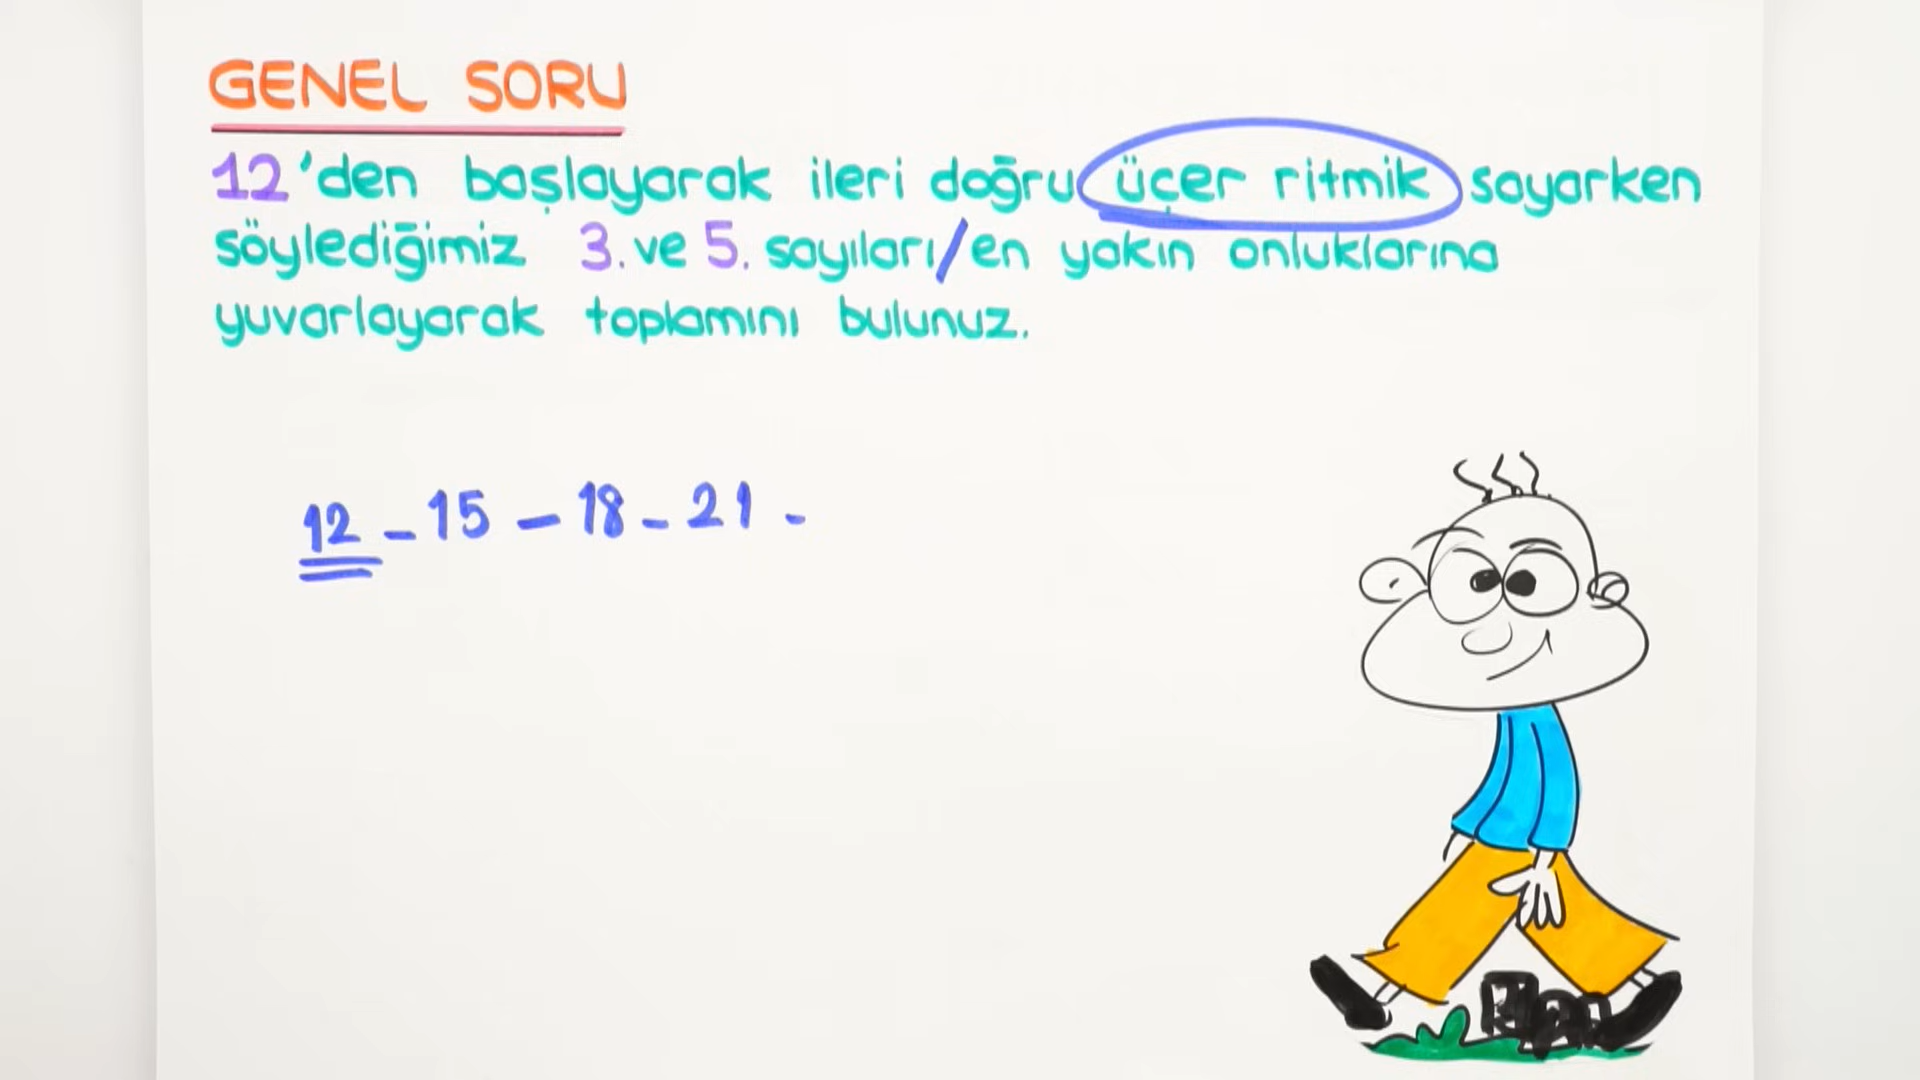 GENEL SORU
12'den başlayarak ileri doğru üçer ritmik sayarken
söylediğimiz 3. ve 5. sayıları/en yakın onluklarına
yuvarlayarak toplamını bulunuz.
12 - 15 - 18 - 21 -